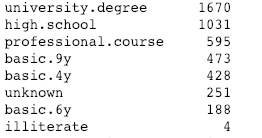 university.degree 1670
high.school 1031
professional.course 595
basic.9y 473
basic.4y 428
unknown 251
basic.6y 188
illiterate 4